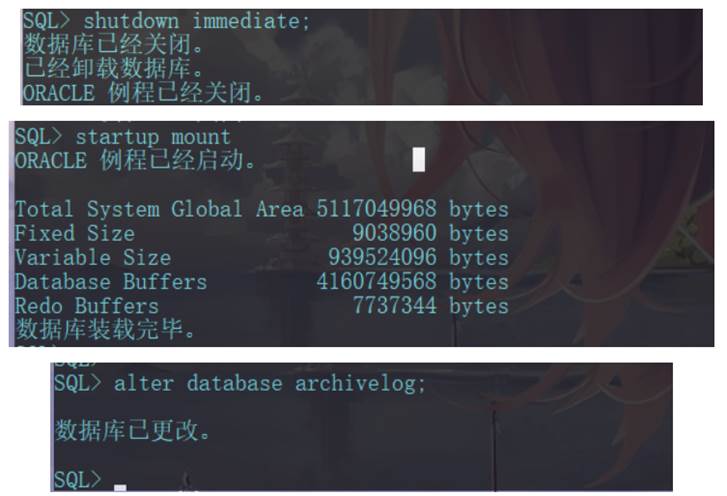 SQL> shutdown immediate;
数据库已经关闭。
已经卸载数据库。
ORACLE 例程已经关闭。
SQL> startup mount
ORACLE 例程已经启动。
Total System Global Area 5117049968 bytes
Fixed Size 9038960 bytes
Variable Size 939524096 bytes
Database Buffers 4160749568 bytes
Redo Buffers 7737344 bytes
数据库装载完毕。
SQL> alter database archivelog;
数据库已更改。
SQL>